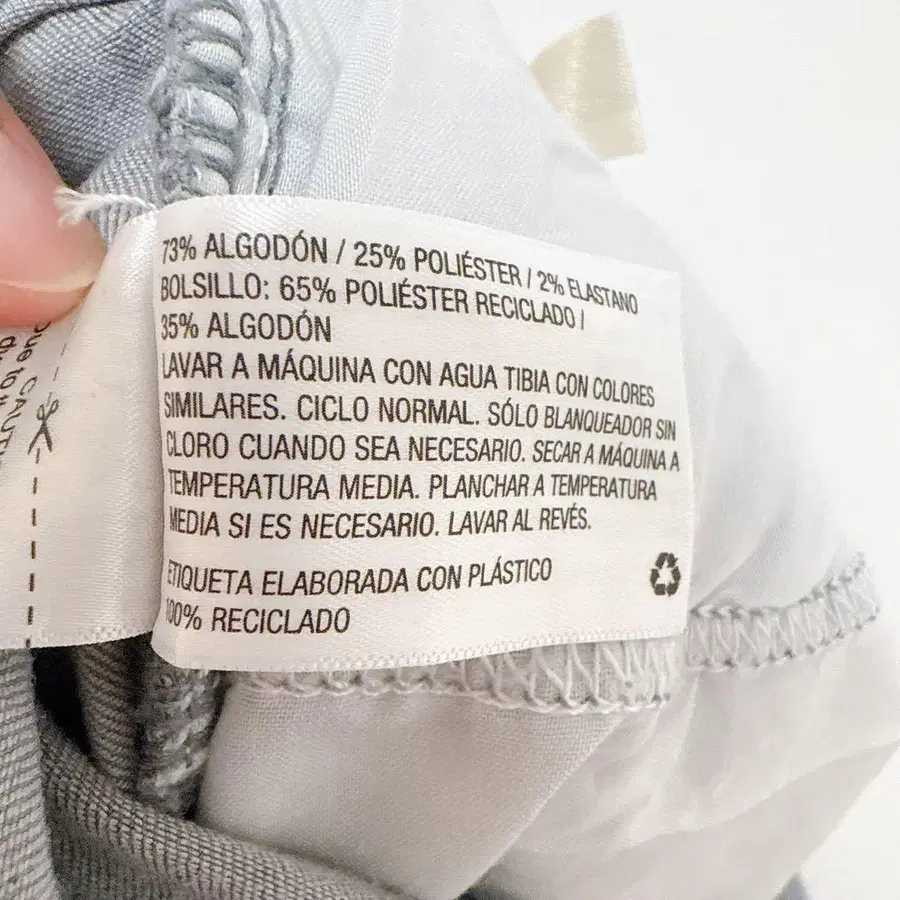 73% ALGODÓN / 25% POLIÉSTER / 2% ELASTANO
BOLSILLO: 65% POLIÉSTER RECICLADO /
35% ALGODÓN
LAVAR A MÁQUINA CON AGUA TIBIA CON COLORES
SIMILARES. CICLO NORMAL. SÓLO BLANQUEADOR SIN
CLORO CUANDO SEA NECESARIO. SECAR A MÁQUINA A
TEMPERATURA MEDIA. PLANCHAR A TEMPERATURA
MEDIA SI ES NECESARIO. LAVAR AL REVÉS.
ETIQUETA ELABORADA CON PLÁSTICO
100% RECICLADO